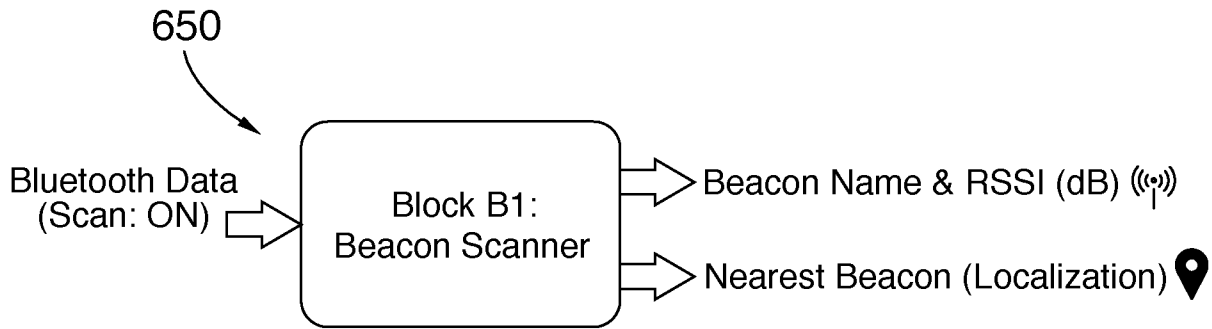 650
Bluetooth Data
(Scan: ON)
Block B1:
Beacon Scanner
Beacon Name & RSSI (dB)
Nearest Beacon (Localization)